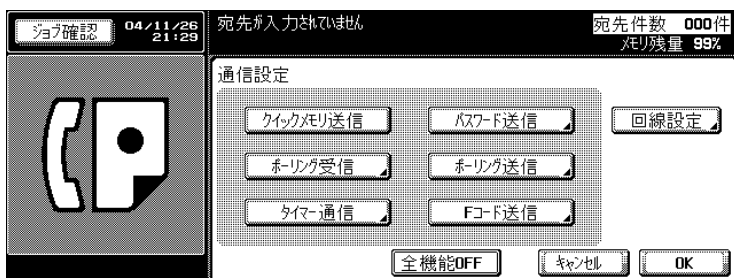 ジョブ確認
04/11/26
21:29
宛先が入力されていません
宛先件数 000件
メモリ残量 99%
通信設定
クイックメモリ送信
パスワード送信
回線設定
ポーリング受信
ポーリング送信
タイマー通信
Fコード送信
全機能OFF
キャンセル
OK